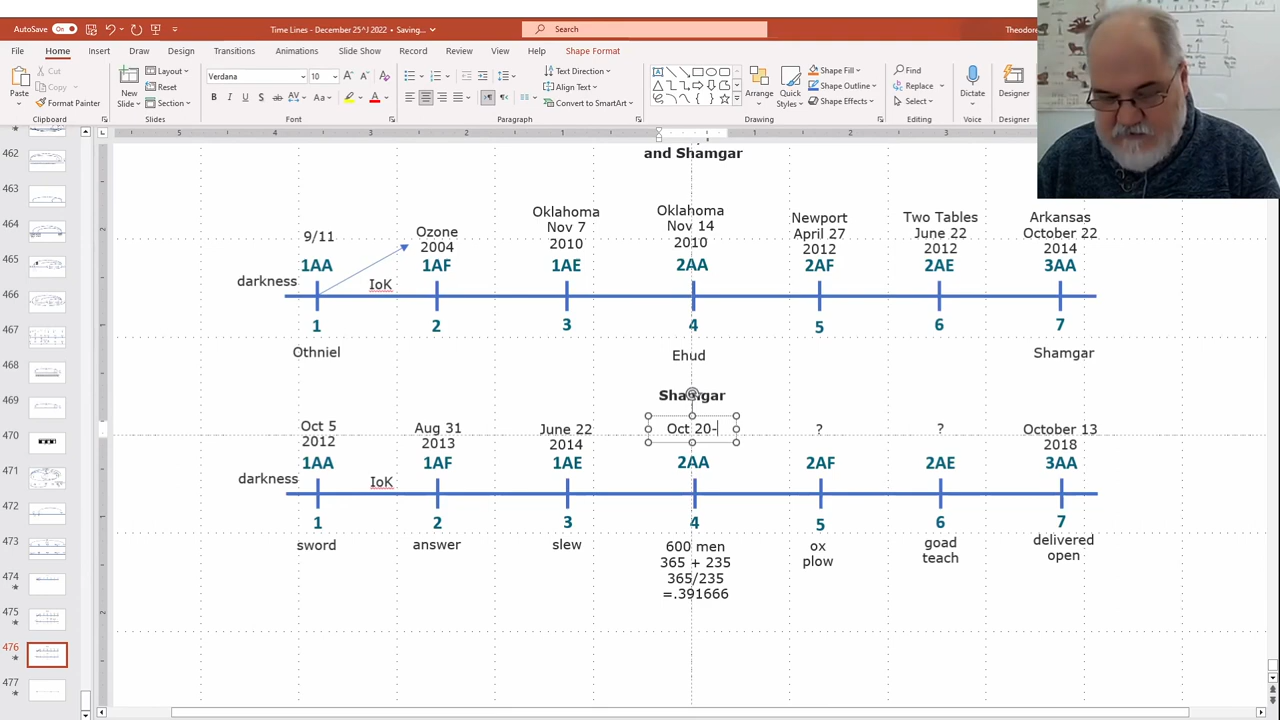 AutoSave
On
Time Lines - December 25^J 2022 - Saving...
Search
Theodore
File
Home
Insert
Draw
Design
Transitions
Animations
Slide Show
Record
Review
View
Help
Shape Format
Paste
Cut
Copy
Format Painter
Clipboard
New
Slide
Layout
Reset
Section
Slides
Verdana
10
Font
Text Direction
Align Text
Convert to SmartArt
Paragraph
Arrange
Quick
Styles
Shape Fill
Shape Outline
Shape Effects
Drawing
Find
Replace
Select
Editing
Dictate
Voice
Designer
Designer
462
463
464
465
466
467
468
469
470
471
472
473
474
475
476
477
and Shamgar
9/11
Ozone
2004
Oklahoma
Nov 7
2010
Oklahoma
Nov 14
2010
Newport
April 27
2012
Two Tables
June 22
2012
Arkansas
October 22
2014
1AA
1AF
1AE
2AA
2AF
2AE
3AA
darkness
IoK
1
2
3
4
5
6
7
Othniel
Ehud
Shamgar
Shamgar
Oct 5
2012
Aug 31
2013
June 22
2014
Oct 20-
?
?
October 13
2018
1AA
1AF
1AE
2AA
2AF
2AE
3AA
darkness
IoK
1
2
3
4
5
6
7
sword
answer
slew
600 men
365 + 235
365/235
=.391666
ox
plow
goad
teach
delivered
open